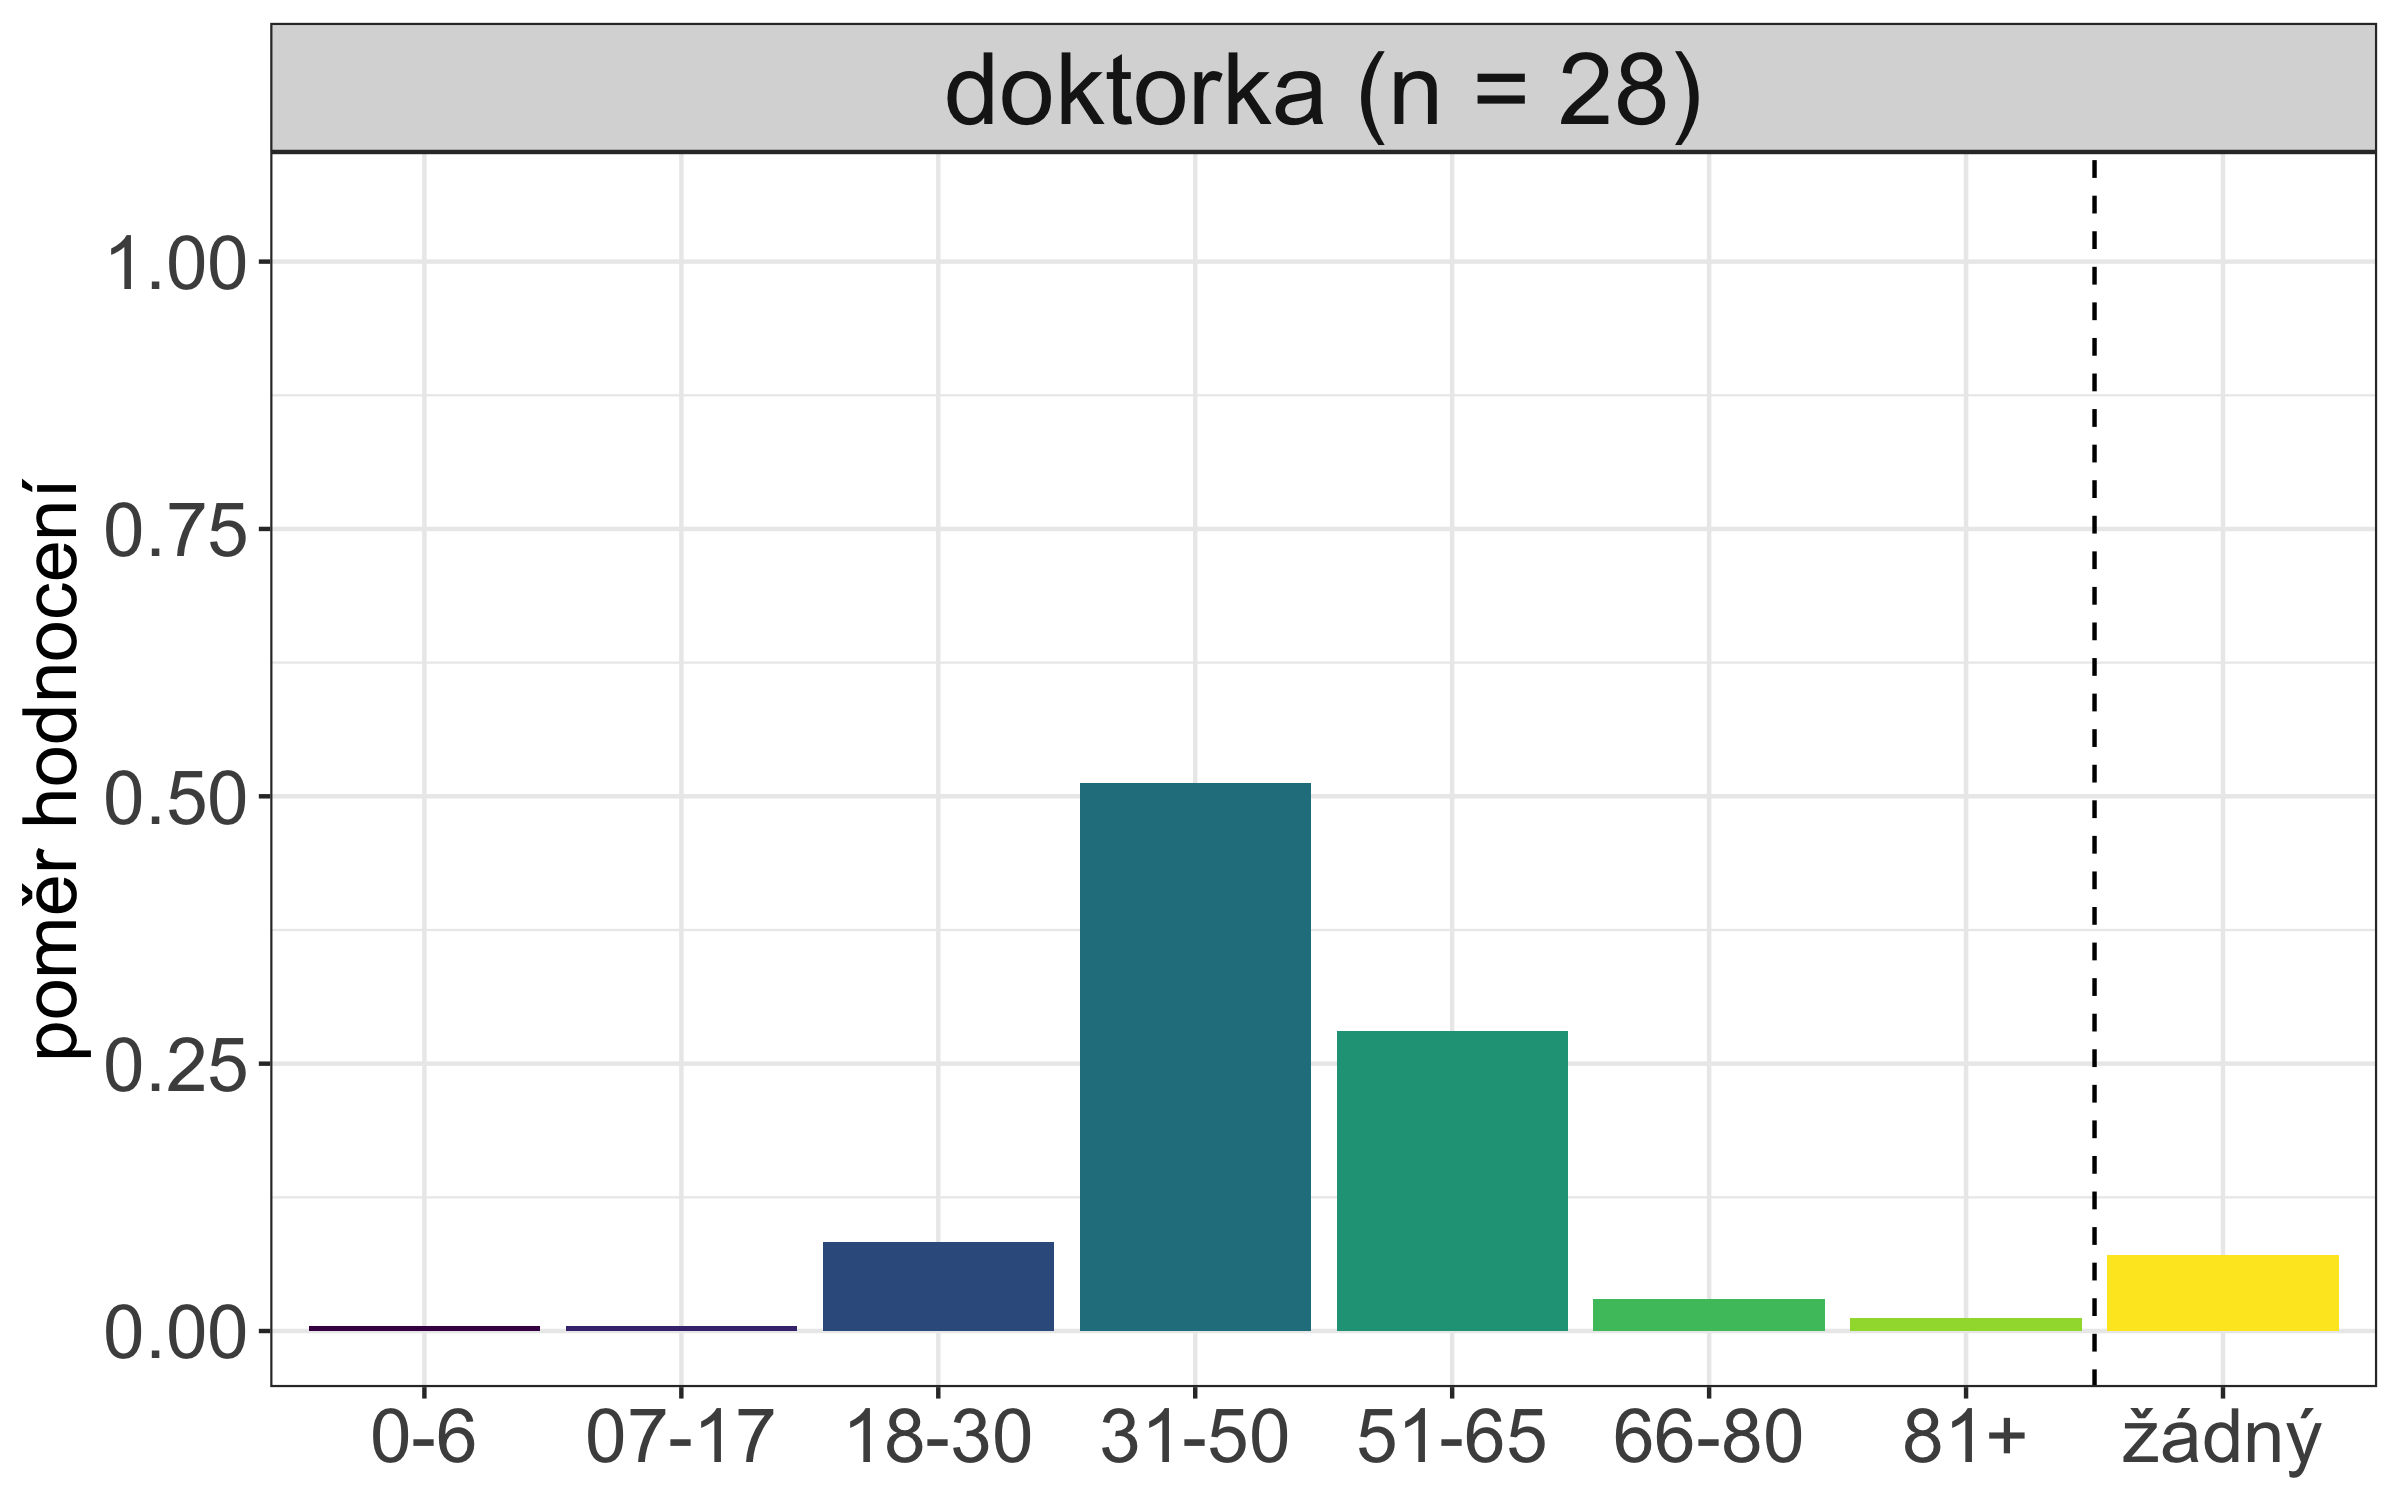 doktorka (n = 28)
poměr hodnocení
1.00
0.75
0.50
0.25
0.00
0-6 07-17 18-30 31-50 51-65 66-80 81+ žádný